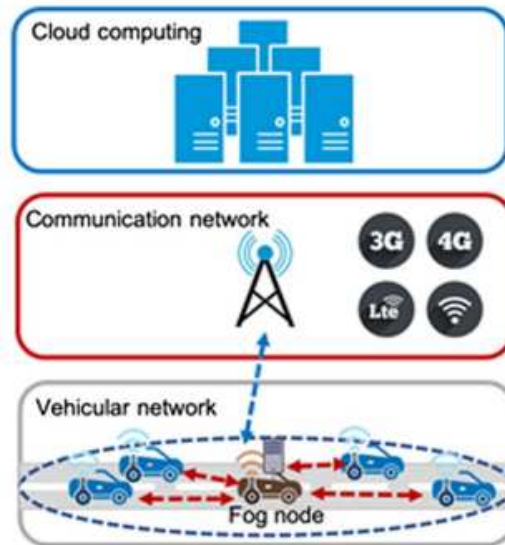 Cloud computing
Communication network
3G
4G
Lte
Vehicular network
Fog node